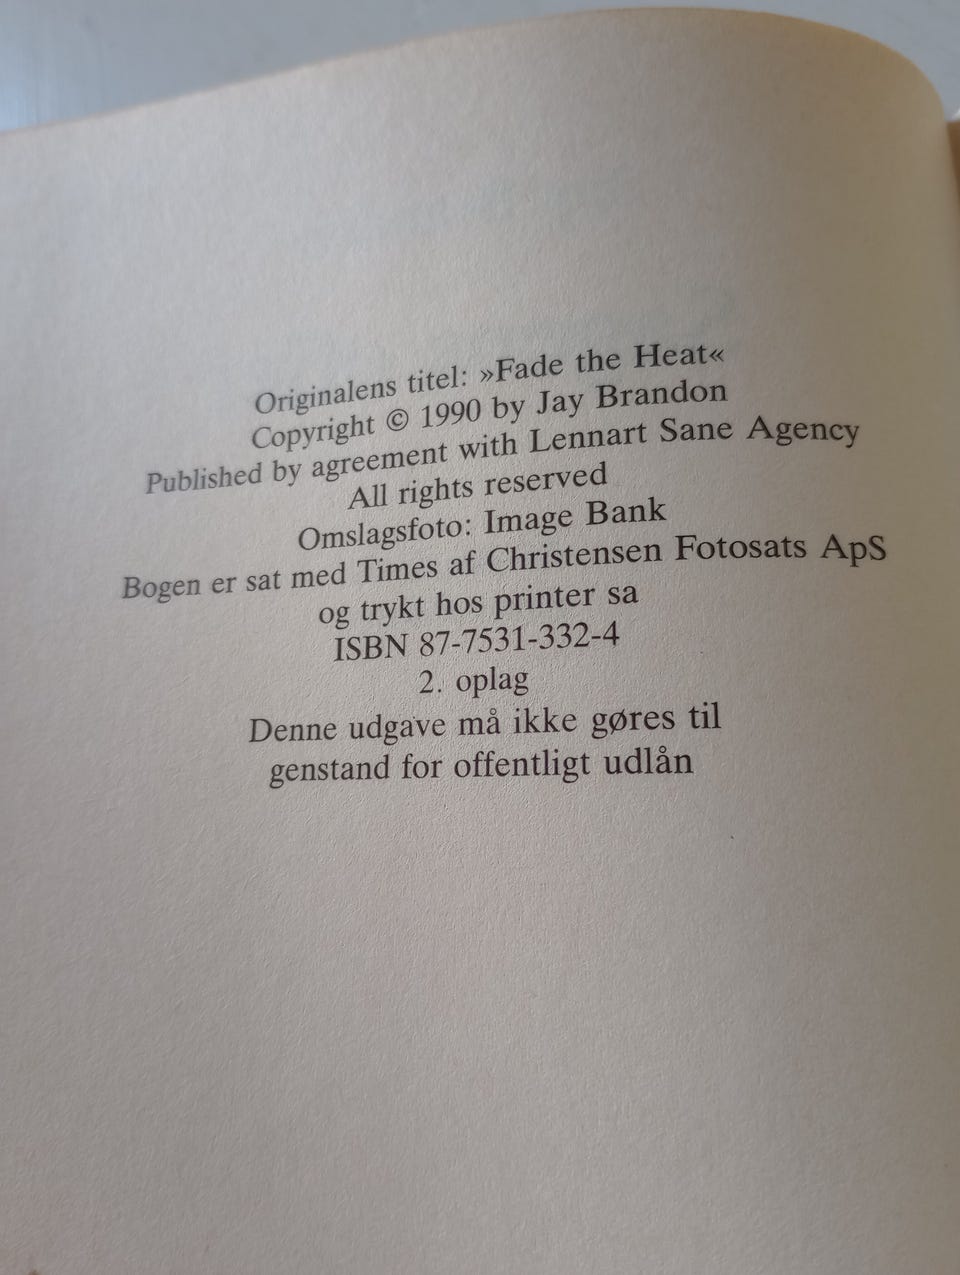 Originalens titel: »Fade the Heat«
Copyright © 1990 by Jay Brandon
Published by agreement with Lennart Sane Agency
All rights reserved
Omslagsfoto: Image Bank
Bogen er sat med Times af Christensen Fotosats ApS
og trykt hos printer sa
ISBN 87-7531-332-4
2. oplag
Denne udgave må ikke gøres til
genstand for offentligt udlån